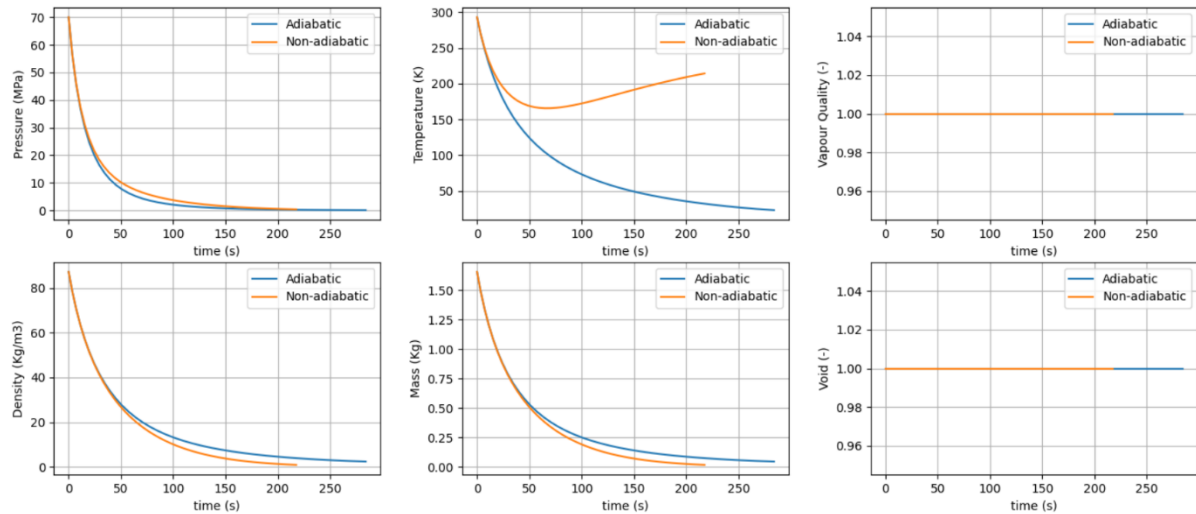 Pressure (MPa)
70
60
50
40
30
20
10
0
0 50 100 150 200 250
time (s)
Adiabatic
Non-adiabatic
Temperature (K)
300
250
200
150
100
50
0 50 100 150 200 250
time (s)
Adiabatic
Non-adiabatic
Vapour Quality (-)
1.04
1.02
1.00
0.98
0.96
0 50 100 150 200 250
time (s)
Adiabatic
Non-adiabatic
Density (Kg/m3)
80
60
40
20
0
0 50 100 150 200 250
time (s)
Adiabatic
Non-adiabatic
Mass (Kg)
1.50
1.25
1.00
0.75
0.50
0.25
0.00
0 50 100 150 200 250
time (s)
Adiabatic
Non-adiabatic
Void (-)
1.04
1.02
1.00
0.98
0.96
0 50 100 150 200 250
time (s)
Adiabatic
Non-adiabatic